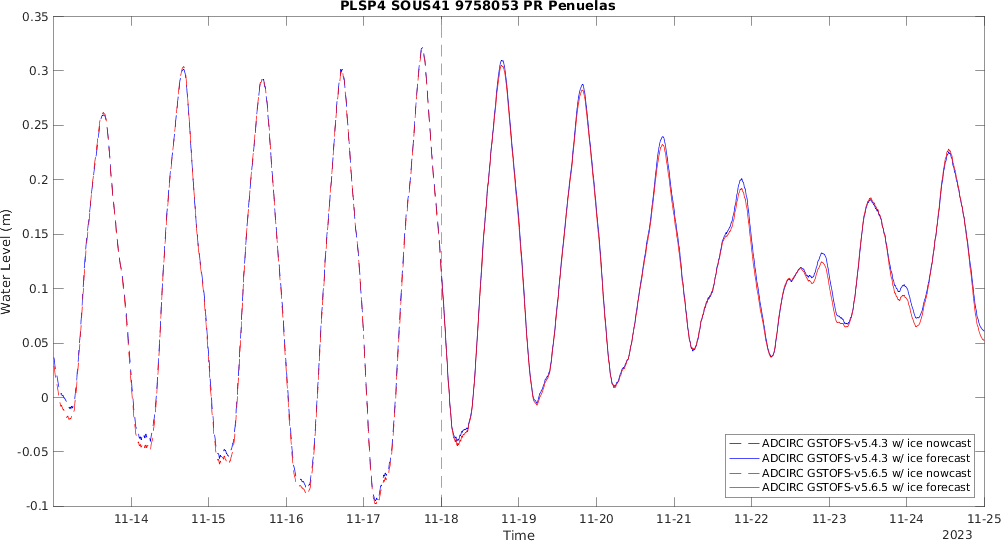 PLSP4 SOUS41 9758053 PR Penuelas
0.35
0.3
0.25
0.2
0.15
0.1
0.05
0
-0.05
-0.1
Water Level (m)
11-14 11-15 11-16 11-17 11-18 11-19 11-20 11-21 11-22 11-23 11-24 11-25
Time
2023
ADCIRC GSTOFS-v5.4.3 w/ ice nowcast
ADCIRC GSTOFS-v5.4.3 w/ ice forecast
ADCIRC GSTOFS-v5.6.5 w/ ice nowcast
ADCIRC GSTOFS-v5.6.5 w/ ice forecast